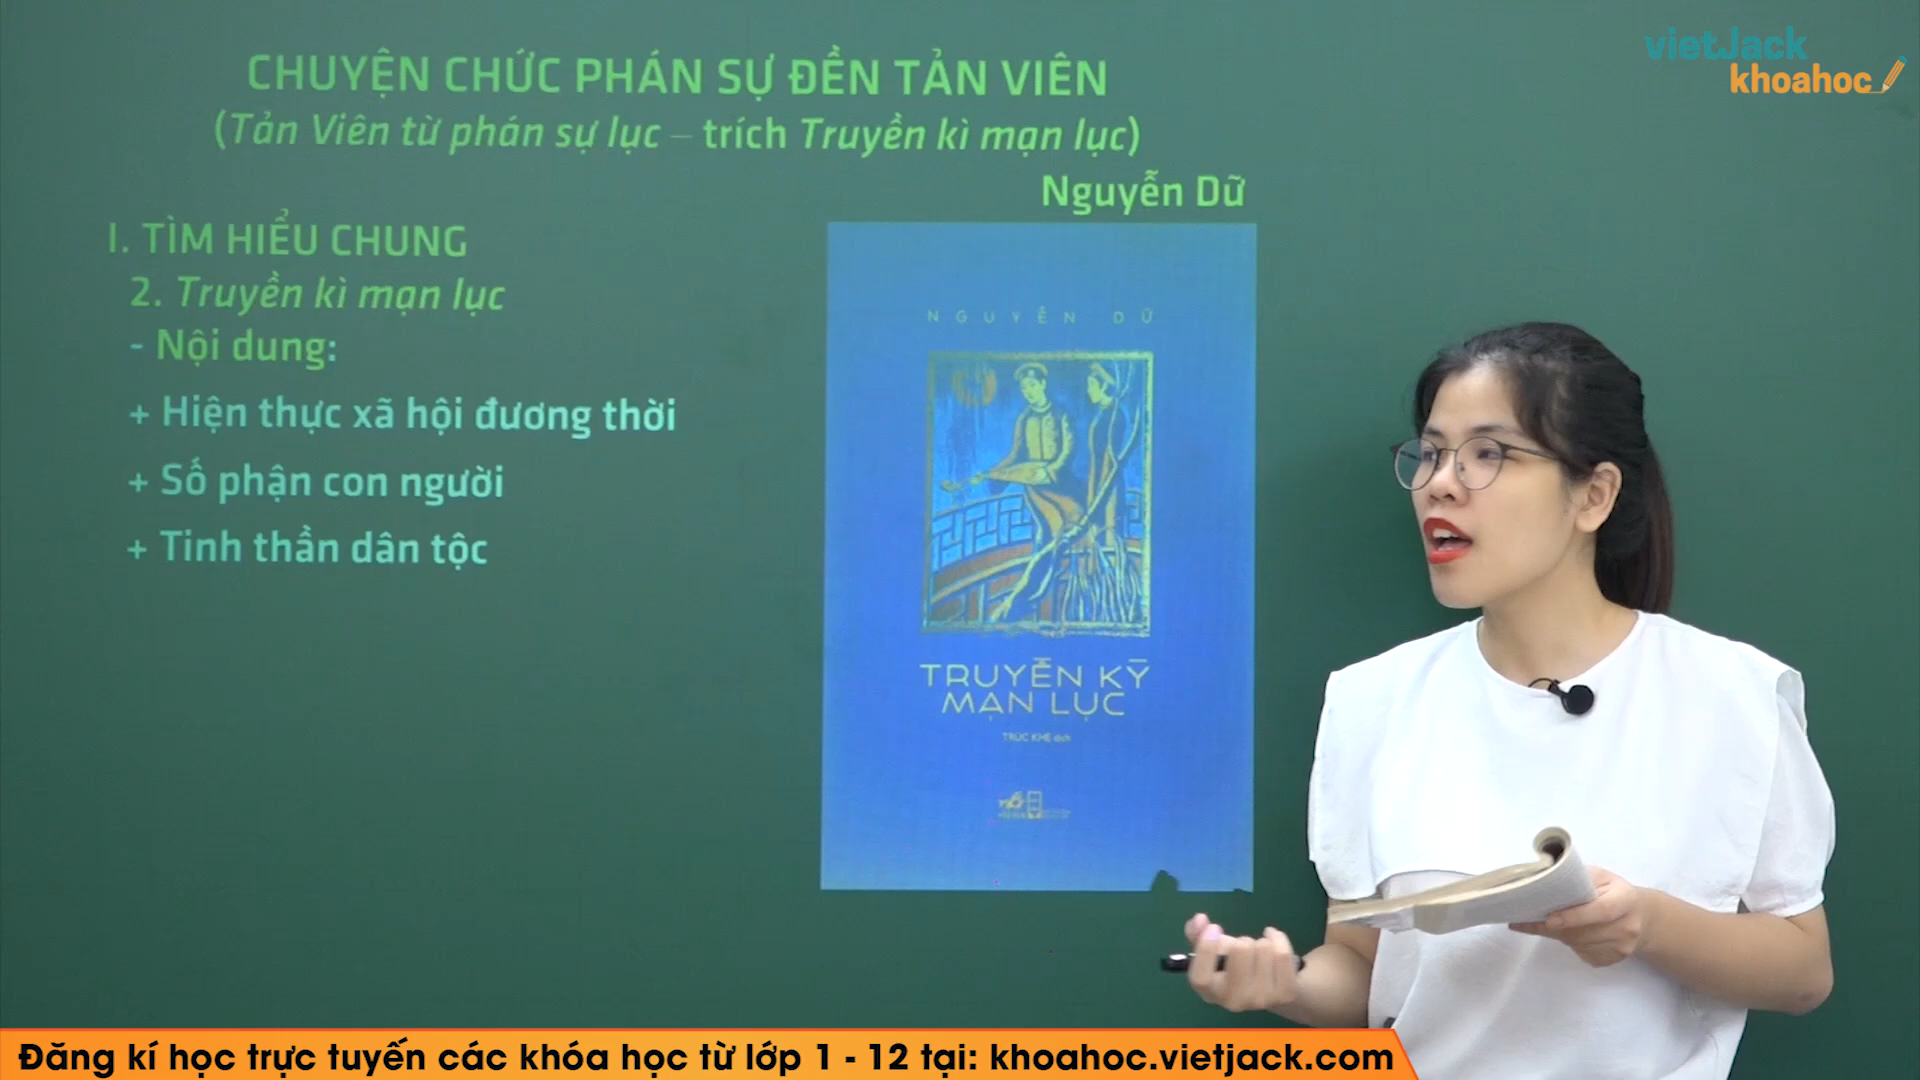 vietJack
khoahoc
CHUYỆN CHỨC PHÁN SỰ ĐỀN TẢN VIÊN
(Tản Viên từ phán sự lục – trích Truyền kì mạn lục)
Nguyễn Dữ
I. TÌM HIỂU CHUNG
2. Truyền kì mạn lục
- Nội dung:
+ Hiện thực xã hội đương thời
+ Số phận con người
+ Tinh thần dân tộc
NGUYỄN DỮ
TRUYỀN KỲ
MẠN LỤC
TRÚC KHÊ dịch
Đăng kí học trực tuyến các khóa học từ lớp 1 - 12 tại: khoahoc.vietjack.com